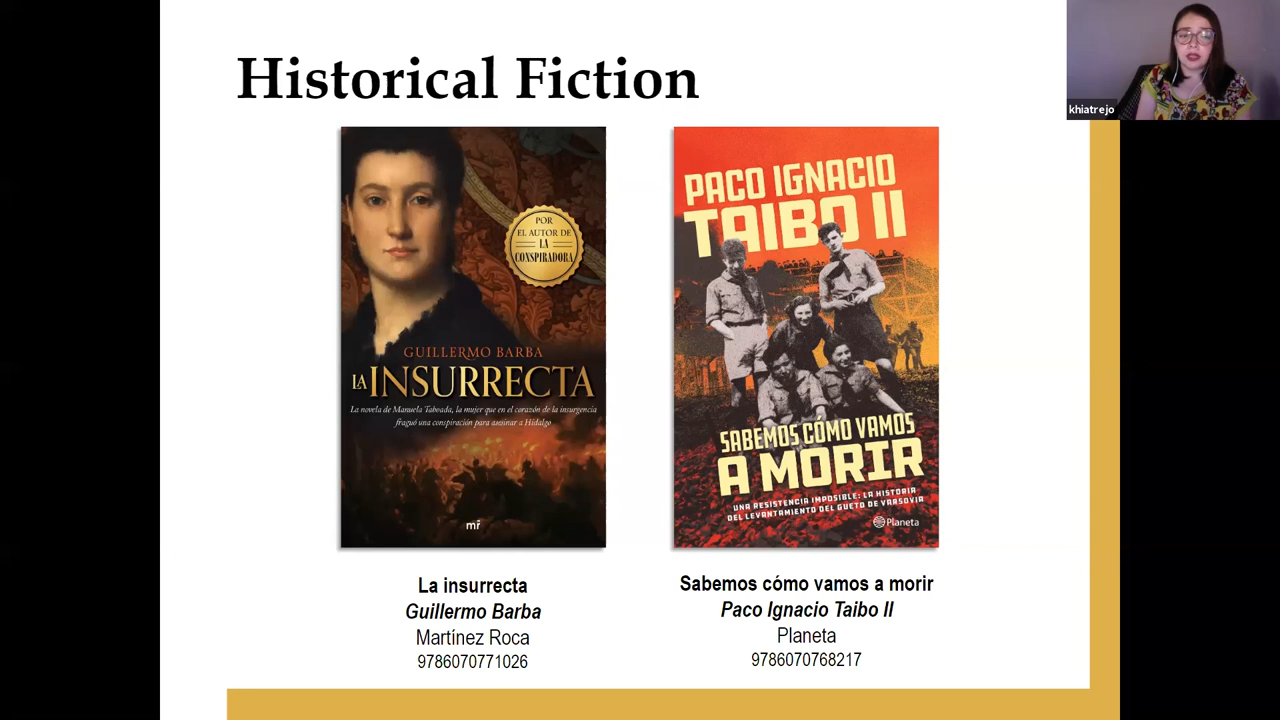 Historical Fiction
khiatrejo
POR
EL AUTOR DE
LA
CONSPIRADORA
GUILLERMO BARBA
LA INSURRECTA
La novela de Manuela Taboada, la mujer que en el corazón de la insurgencia
fraguó una conspiración para asesinar a Hidalgo
mr
PACO IGNACIO
TAIBO II
SABEMOS CÓMO VAMOS
A MORIR
UNA RESISTENCIA IMPOSIBLE: LA HISTORIA
DEL LEVANTAMIENTO DEL GUETO DE VARSOVIA
Planeta
La insurrecta
Guillermo Barba
Martínez Roca
9786070771026
Sabemos cómo vamos a morir
Paco Ignacio Taibo II
Planeta
9786070768217